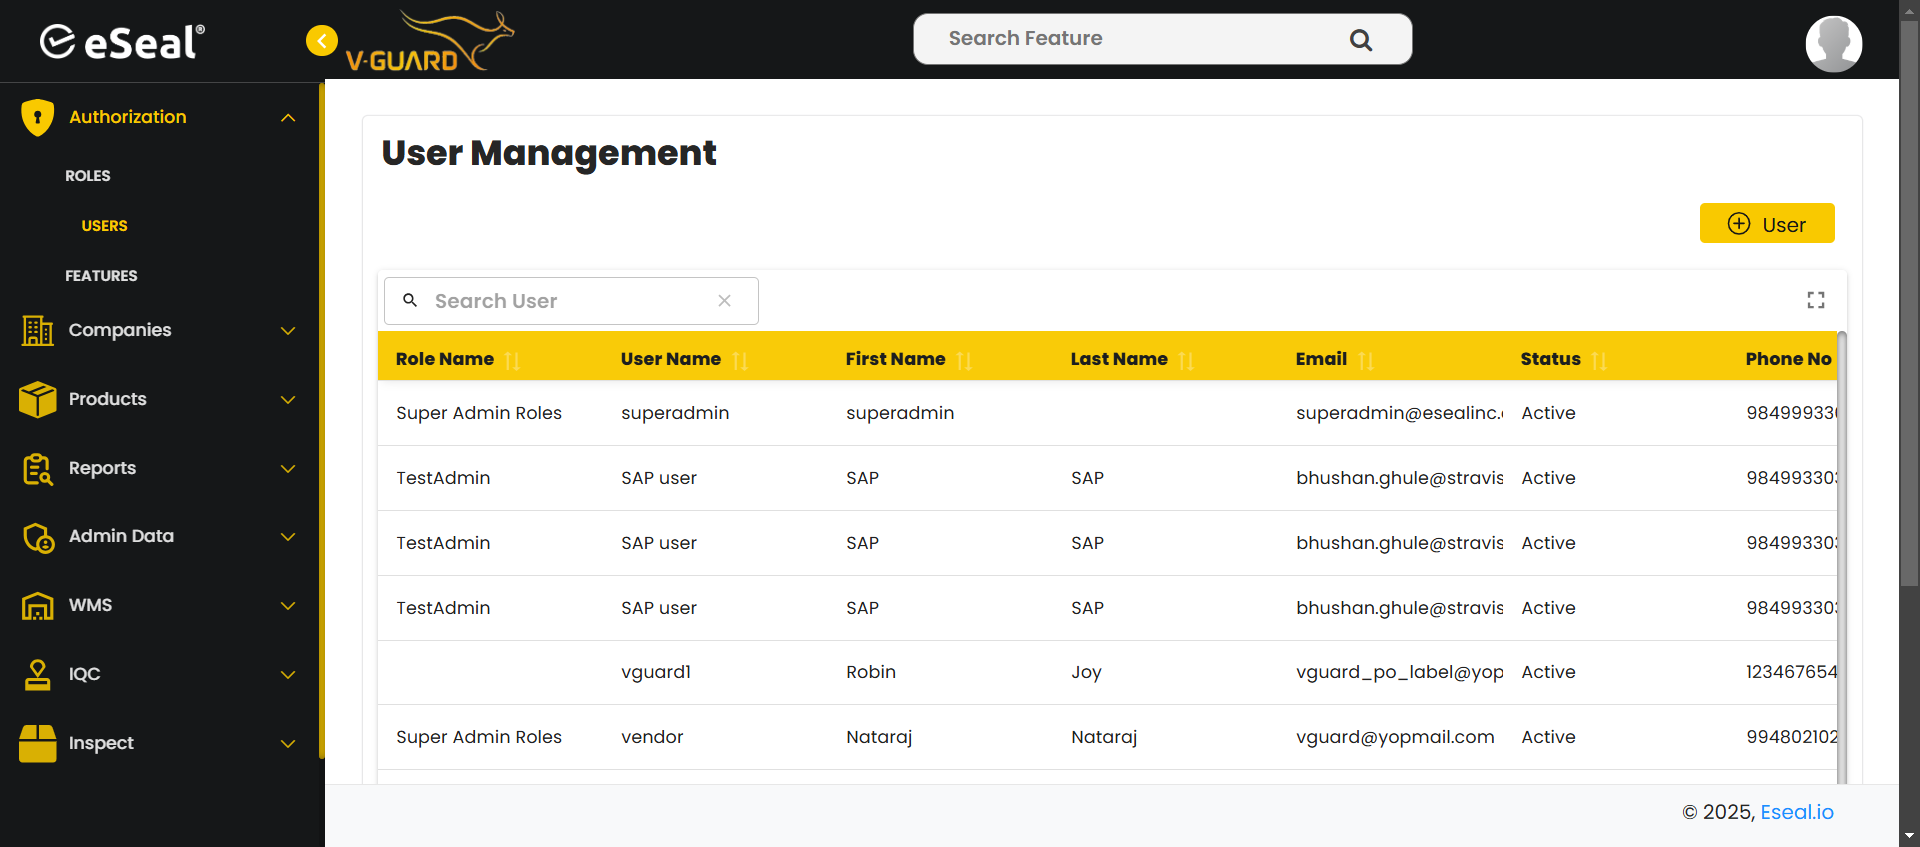 eSeal®
V-GUARD
Search Feature
Authorization
ROLES
USERS
FEATURES
Companies
Products
Reports
Admin Data
WMS
IQC
Inspect
User Management
User
Search User
Role Name User Name First Name Last Name Email Status Phone No
Super Admin Roles superadmin superadmin superadmin@esealinc. Active 98499933
TestAdmin SAP user SAP SAP bhushan.ghule@stravis Active 98499330
TestAdmin SAP user SAP SAP bhushan.ghule@stravis Active 98499330
TestAdmin SAP user SAP SAP bhushan.ghule@stravis Active 98499330
vguard1 Robin Joy vguard_po_label@yop Active 123467654
Super Admin Roles vendor Nataraj Nataraj vguard@yopmail.com Active 994802102
© 2025, Eseal.io